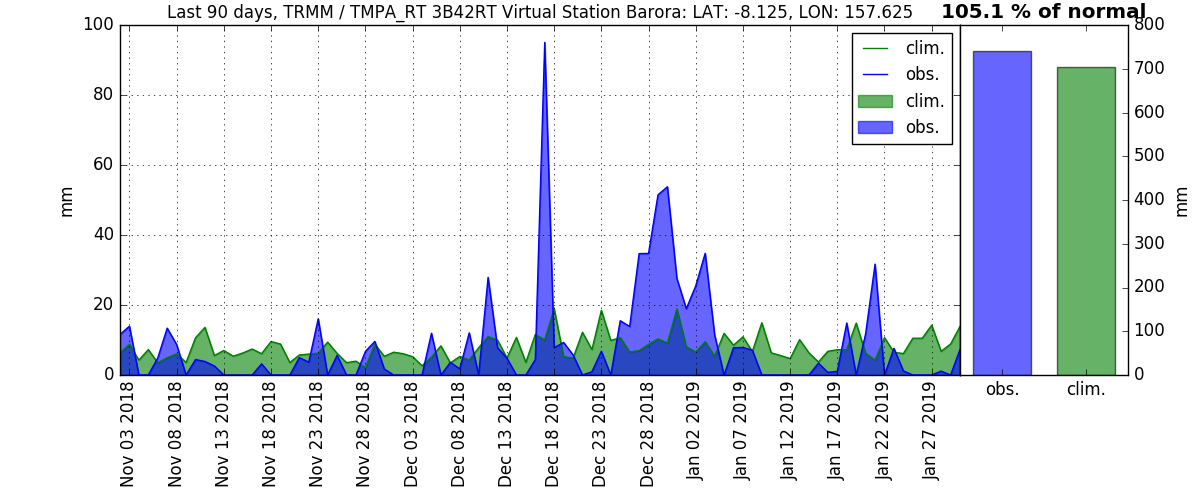 Last 90 days, TRMM / TMPA_RT 3B42RT Virtual Station Barora: LAT: -8.125, LON: 157.625
105.1 % of normal
100
80
60
40
20
0
mm
clim.
obs.
clim.
obs.
Nov 03 2018
Nov 08 2018
Nov 13 2018
Nov 18 2018
Nov 23 2018
Nov 28 2018
Dec 03 2018
Dec 08 2018
Dec 13 2018
Dec 18 2018
Dec 23 2018
Dec 28 2018
Jan 02 2019
Jan 07 2019
Jan 12 2019
Jan 17 2019
Jan 22 2019
Jan 27 2019
800
700
600
500
400
300
200
100
0
mm
obs.
clim.